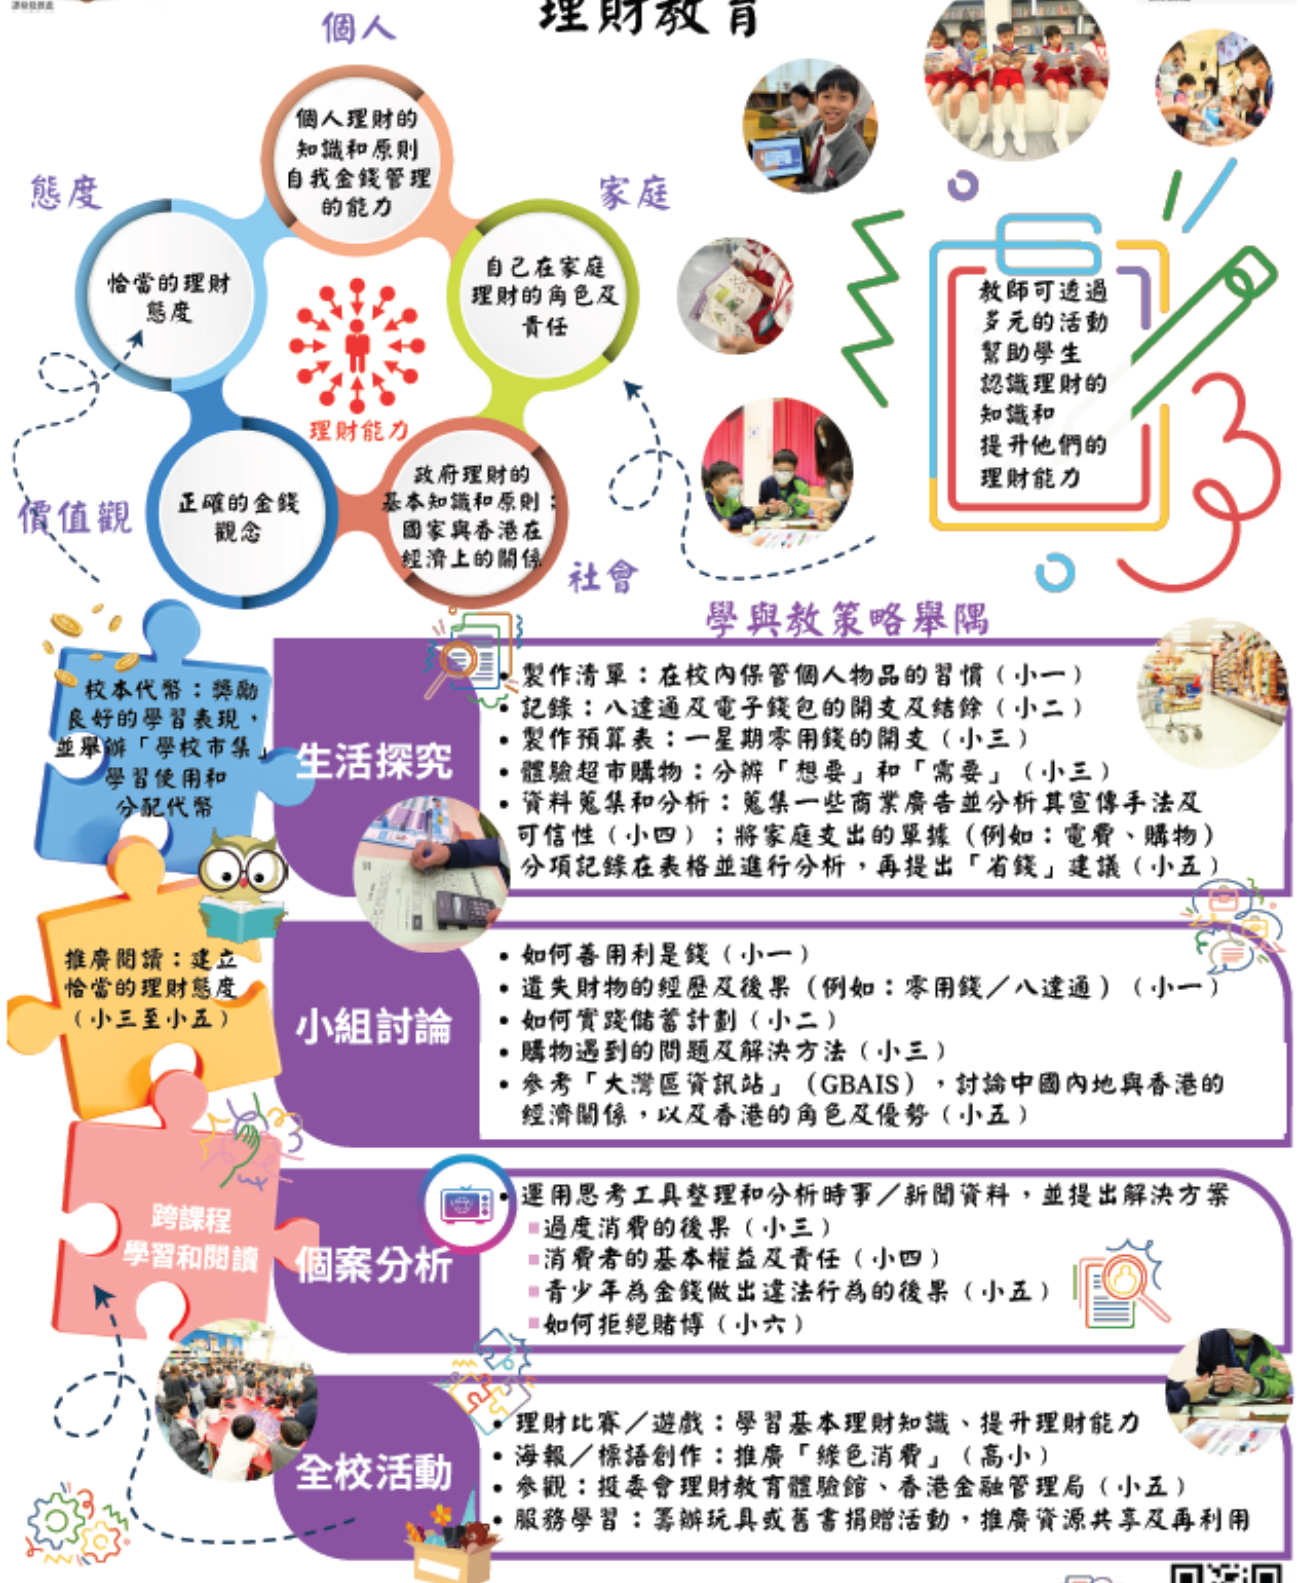 理財教育
個人
個人理財的
知識和原則
自我金錢管理
的能力
態度
恰當的理財
態度
家庭
自己在家庭
理財的角色及
責任
理財能力
價值觀
正確的金錢
觀念
政府理財的
基本知識和原則；
國家與香港在
經濟上的關係
社會
教師可透過
多元的活動
幫助學生
認識理財的
知識和
提升他們的
理財能力
學與教策略舉隅
校本代幣：獎勵
良好的學習表現，
並舉辦「學校市集」
學習使用和
分配代幣
生活探究
• 製作清單：在校內保管個人物品的習慣（小一）
• 記錄：八達通及電子錢包的開支及結餘（小二）
• 製作預算表：一星期零用錢的開支（小三）
• 體驗超市購物：分辨「想要」和「需要」（小三）
• 資料蒐集和分析：蒐集一些商業廣告並分析其宣傳手法及
可信性（小四）；將家庭支出的單據（例如：電費、購物）
分項記錄在表格並進行分析，再提出「省錢」建議（小五）
推廣閱讀：建立
恰當的理財態度
（小三至小五）
小組討論
• 如何善用利是錢（小一）
• 遺失財物的經歷及後果（例如：零用錢／八達通）（小一）
• 如何實踐儲蓄計劃（小二）
• 購物遇到的問題及解決方法（小三）
• 參考「大灣區資訊站」（GBAIS），討論中國內地與香港的
經濟關係，以及香港的角色及優勢（小五）
跨課程
學習和閱讀
個案分析
• 運用思考工具整理和分析時事／新聞資料，並提出解決方案
▪過度消費的後果（小三）
▪消費者的基本權益及責任（小四）
▪青少年為金錢做出違法行為的後果（小五）
▪如何拒絕賭博（小六）
全校活動
• 理財比賽／遊戲：學習基本理財知識、提升理財能力
• 海報／標語創作：推廣「綠色消費」（高小）
• 參觀：投委會理財教育體驗館、香港金融管理局（小五）
• 服務學習：籌辦玩具或舊書捐贈活動，推廣資源共享及再利用